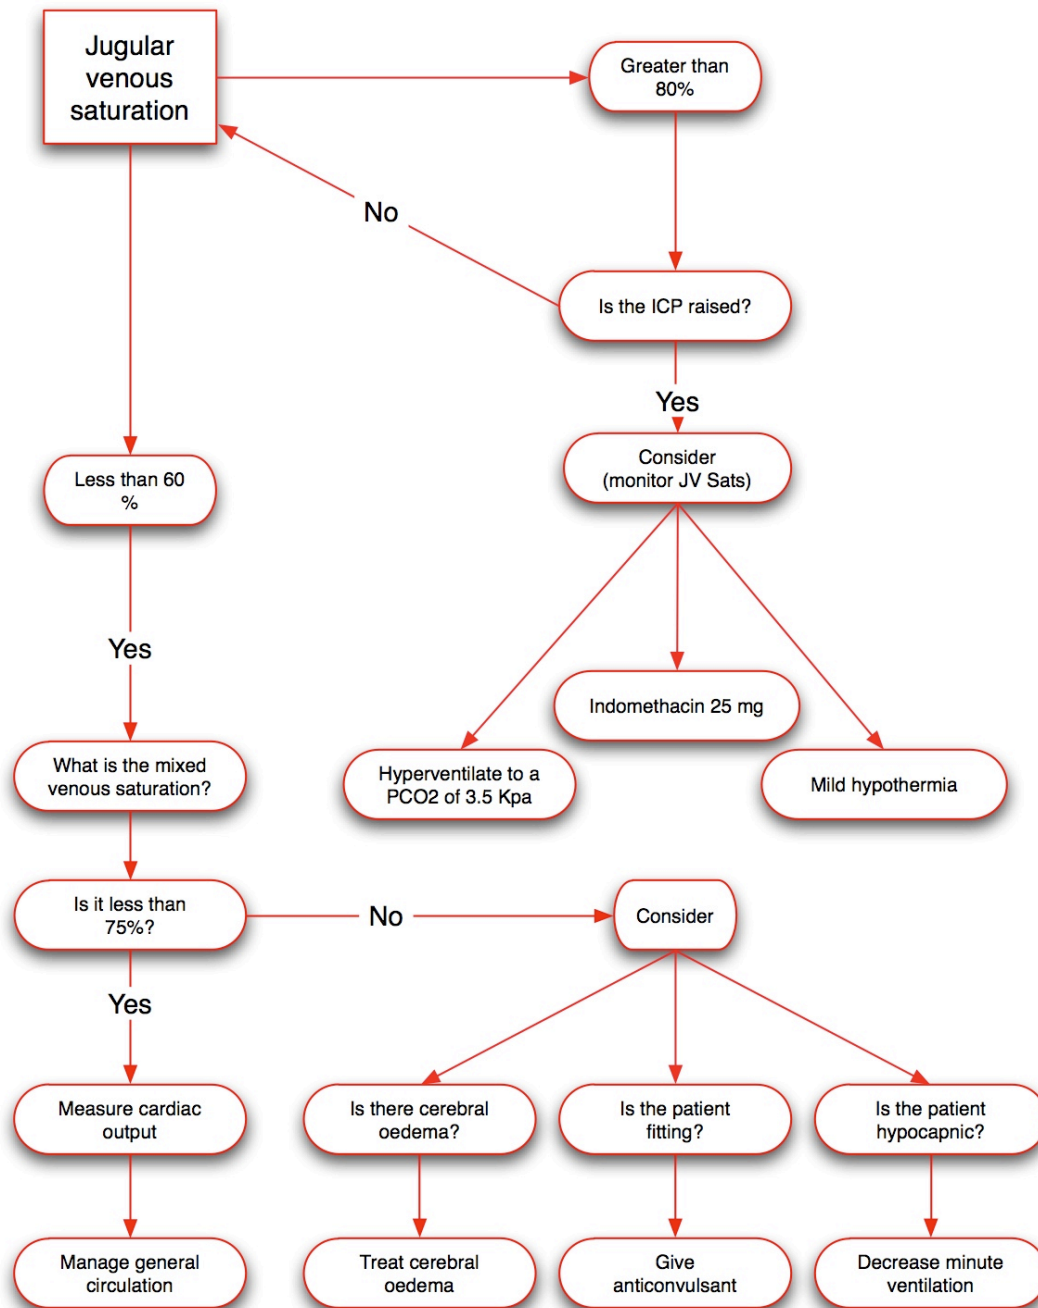 Jugular
venous
saturation
Greater than
80%
No
Is the ICP raised?
Yes
Consider
(monitor JV Sats)
Less than 60
%
Yes
Indomethacin 25 mg
Hyperventilate to a
PCO2 of 3.5 Kpa
Mild hypothermia
What is the mixed
venous saturation?
Is it less than
75%?
No
Consider
Yes
Measure cardiac
output
Is there cerebral
oedema?
Is the patient
fitting?
Is the patient
hypocapnic?
Manage general
circulation
Treat cerebral
oedema
Give
anticonvulsant
Decrease minute
ventilation